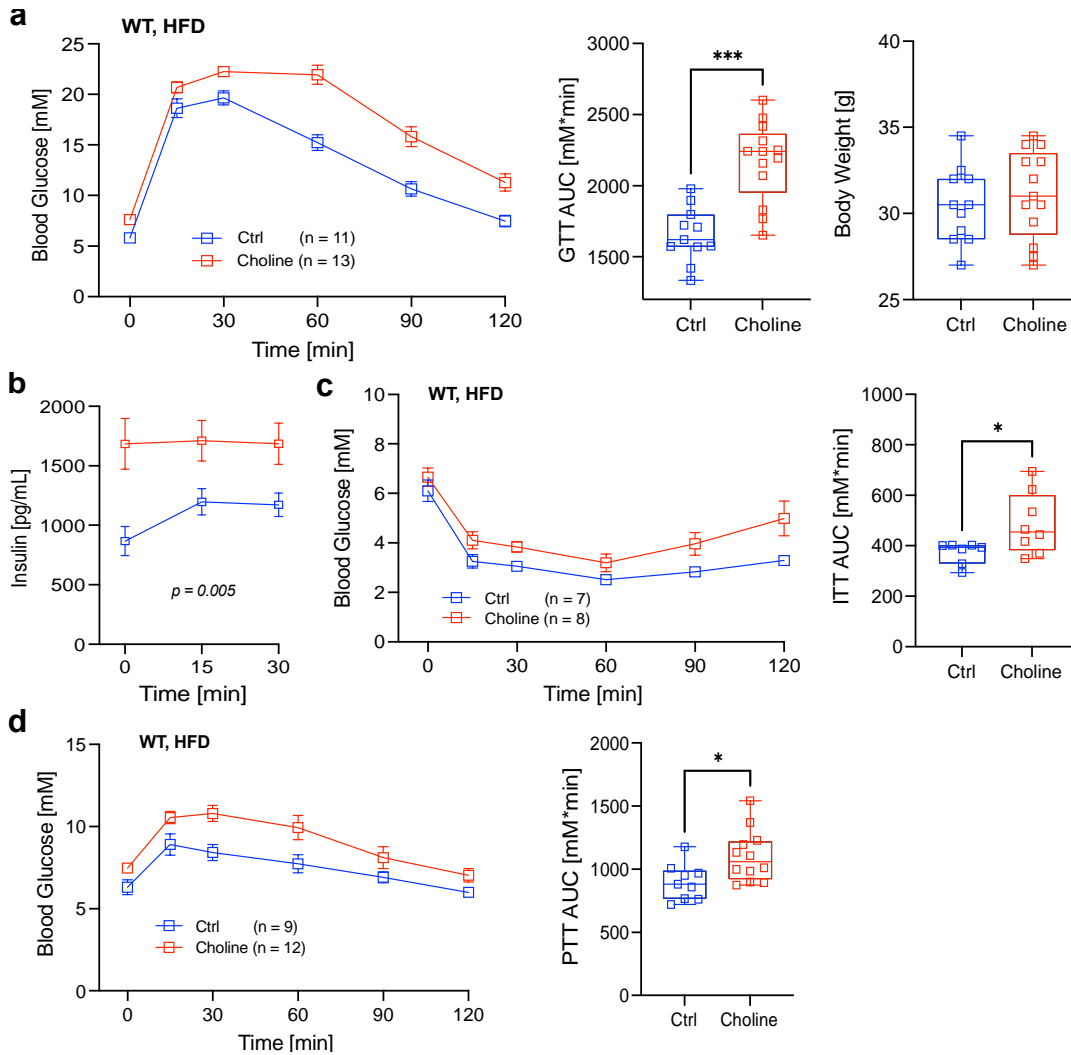 a
WT, HFD
Blood Glucose [mM]
25
20
15
10
5
0
Ctrl (n = 11)
Choline (n = 13)
0 30 60 90 120
Time [min]
GTT AUC [mM*min]
3000
2500
2000
1500
***
Ctrl Choline
Body Weight [g]
40
35
30
25
Ctrl Choline
b
Insulin [pg/mL]
2000
1500
1000
500
0
p = 0.005
0 15 30
Time [min]
c
WT, HFD
Blood Glucose [mM]
10
8
6
4
2
0
Ctrl (n = 7)
Choline (n = 8)
0 30 60 90 120
Time [min]
ITT AUC [mM*min]
1000
800
600
400
200
0
*
Ctrl Choline
d
WT, HFD
Blood Glucose [mM]
15
10
5
0
Ctrl (n = 9)
Choline (n = 12)
0 30 60 90 120
Time [min]
PTT AUC [mM*min]
2000
1500
1000
500
0
*
Ctrl Choline